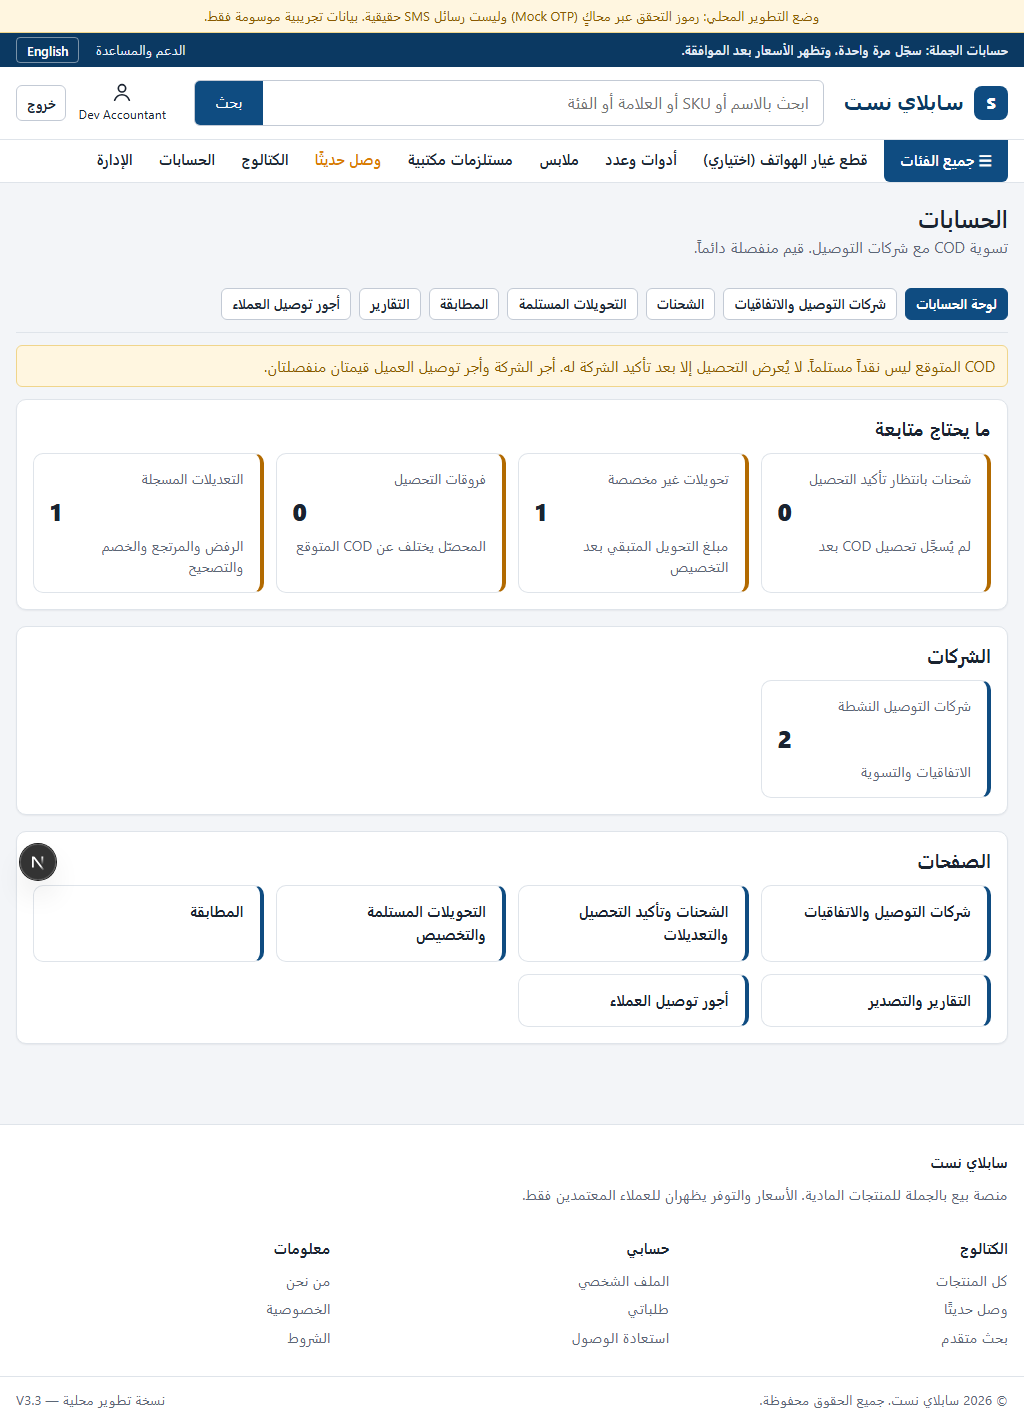 وضع التطوير المحلي: رموز التحقق عبر محاكٍ (Mock OTP) وليست رسائل SMS حقيقية. بيانات تجريبية موسومة فقط.
حسابات الجملة: سجّل مرة واحدة، وتظهر الأسعار بعد الموافقة.
الدعم والمساعدة
English
S
سابلاي نست
ابحث بالاسم أو SKU أو العلامة أو الفئة
بحث
Dev Accountant
خروج
☰ جميع الفئات
قطع غيار الهواتف (اختياري)
أدوات وعدد
ملابس
مستلزمات مكتبية
وصل حديثًا
الكتالوج
الحسابات
الإدارة
الحسابات
تسوية COD مع شركات التوصيل. قيم منفصلة دائماً.
لوحة الحسابات
شركات التوصيل والاتفاقيات
الشحنات
التحويلات المستلمة
المطابقة
التقارير
أجور توصيل العملاء
COD المتوقع ليس نقداً مستلماً. لا يُعرض التحصيل إلا بعد تأكيد الشركة له. أجر الشركة وأجر توصيل العميل قيمتان منفصلتان.
ما يحتاج متابعة
شحنات بانتظار تأكيد التحصيل
0
لم يُسجَّل تحصيل COD بعد
تحويلات غير مخصصة
1
مبلغ التحويل المتبقي بعد
التخصيص
فروقات التحصيل
0
المحصّل يختلف عن COD المتوقع
التعديلات المسجلة
1
الرفض والمرتجع والخصم
والتصحيح
الشركات
شركات التوصيل النشطة
2
الاتفاقيات والتسوية
الصفحات
شركات التوصيل والاتفاقيات
الشحنات وتأكيد التحصيل
والتعديلات
التحويلات المستلمة
والتخصيص
المطابقة
التقارير والتصدير
أجور توصيل العملاء
N
سابلاي نست
منصة بيع بالجملة للمنتجات المادية. الأسعار والتوفر يظهران للعملاء المعتمدين فقط.
الكتالوج
كل المنتجات
وصل حديثًا
بحث متقدم
حسابي
الملف الشخصي
طلباتي
استعادة الوصول
معلومات
من نحن
الخصوصية
الشروط
© 2026 سابلاي نست. جميع الحقوق محفوظة.
نسخة تطوير محلية — V3.3